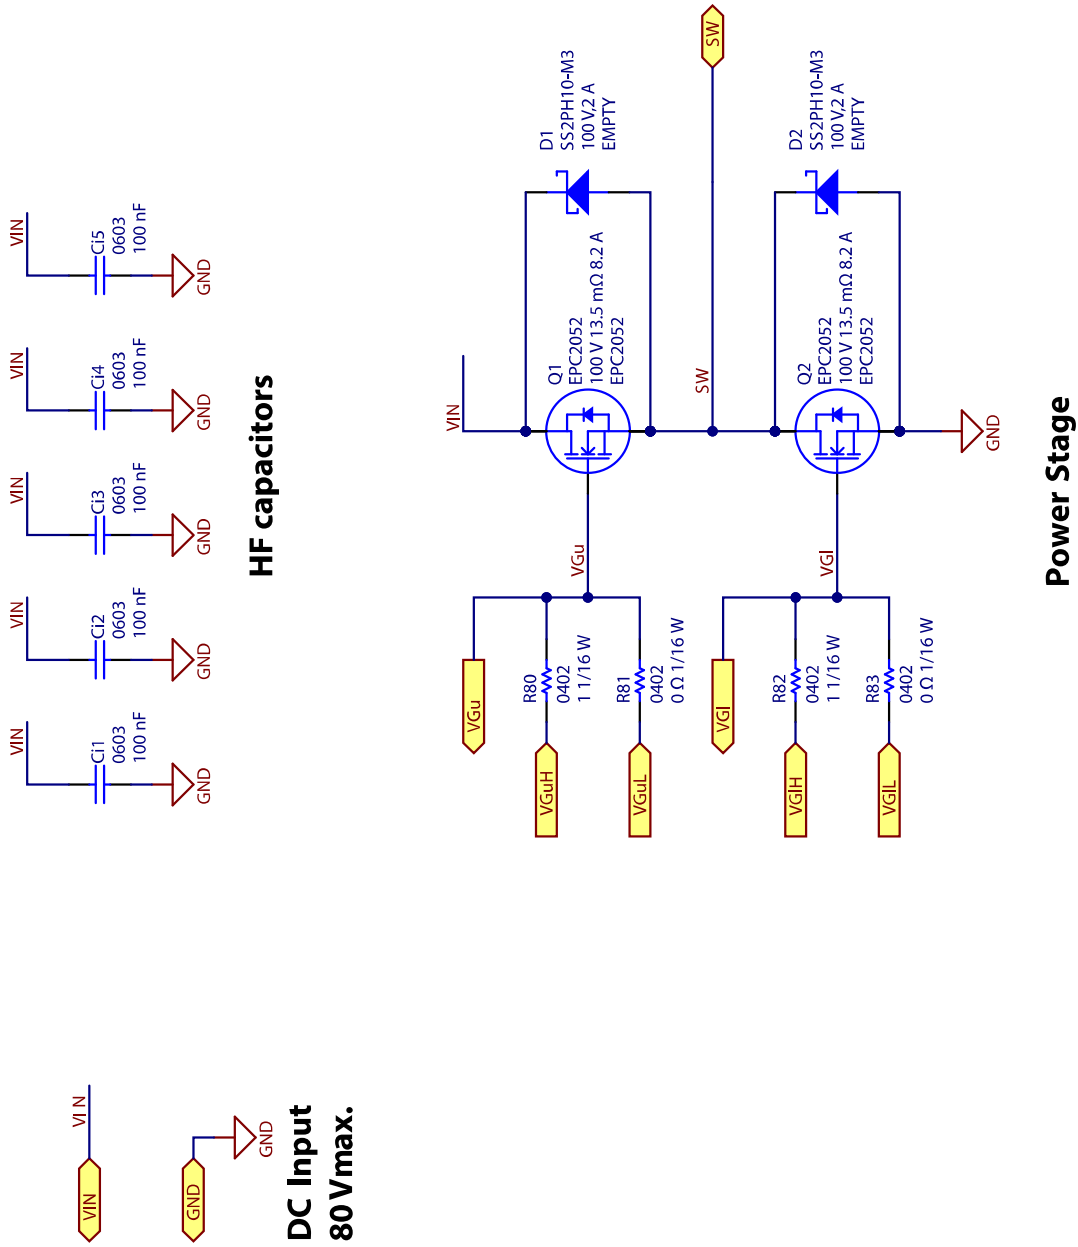 VIN
Ci1
0603
100 nF
GND
VIN
Ci2
0603
100 nF
GND
VIN
Ci3
0603
100 nF
GND
VIN
Ci4
0603
100 nF
GND
VIN
Ci5
0603
100 nF
GND
HF capacitors
VIN
VI N
GND
GND
DC Input
80 Vmax.
VIN
Q1
EPC2052
100 V 13.5 mΩ 8.2 A
EPC2052
D1
SS2PH10-M3
100 V,2 A
EMPTY
VGu
VGu
R80
0402
1 1/16 W
VGuH
R81
0402
0 Ω 1/16 W
VGuL
SW
SW
Q2
EPC2052
100 V 13.5 mΩ 8.2 A
EPC2052
D2
SS2PH10-M3
100 V,2 A
EMPTY
VGl
VGl
R82
0402
1 1/16 W
VGlH
R83
0402
0 Ω 1/16 W
VGlL
GND
Power Stage